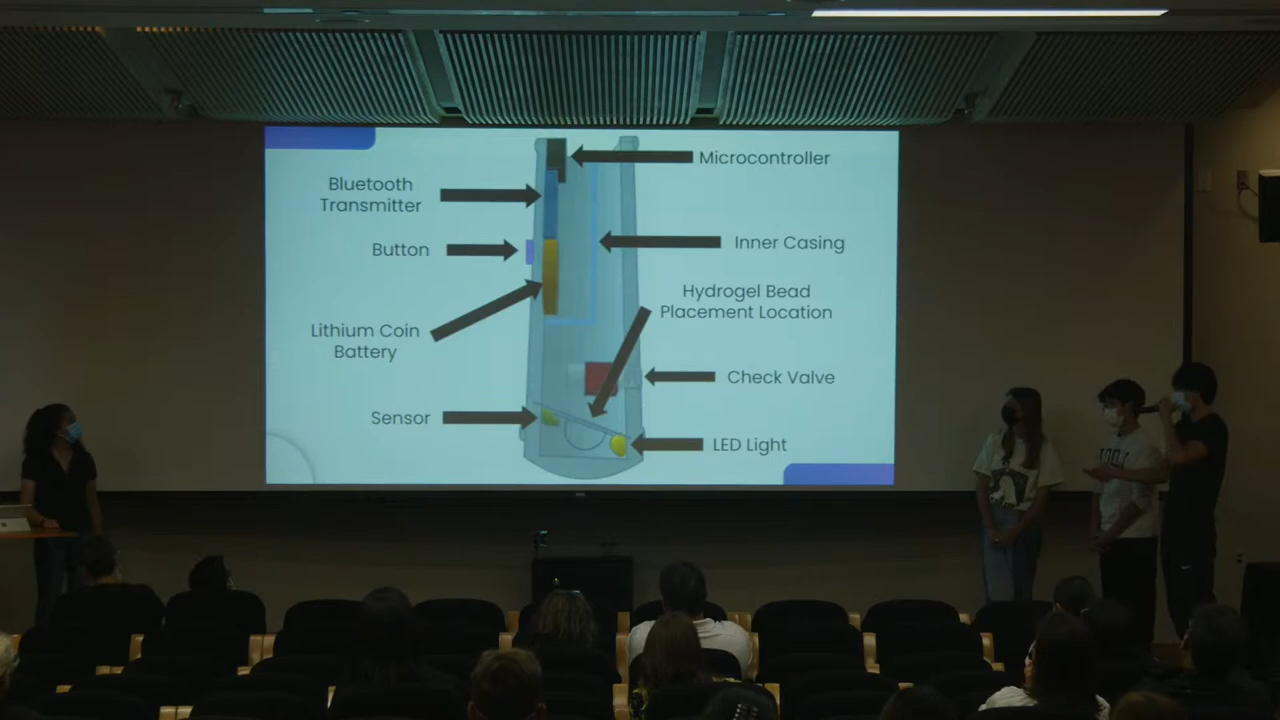 Microcontroller
Bluetooth
Transmitter
Button
Inner Casing
Hydrogel Bead
Placement Location
Lithium Coin
Battery
Check Valve
Sensor
LED Light